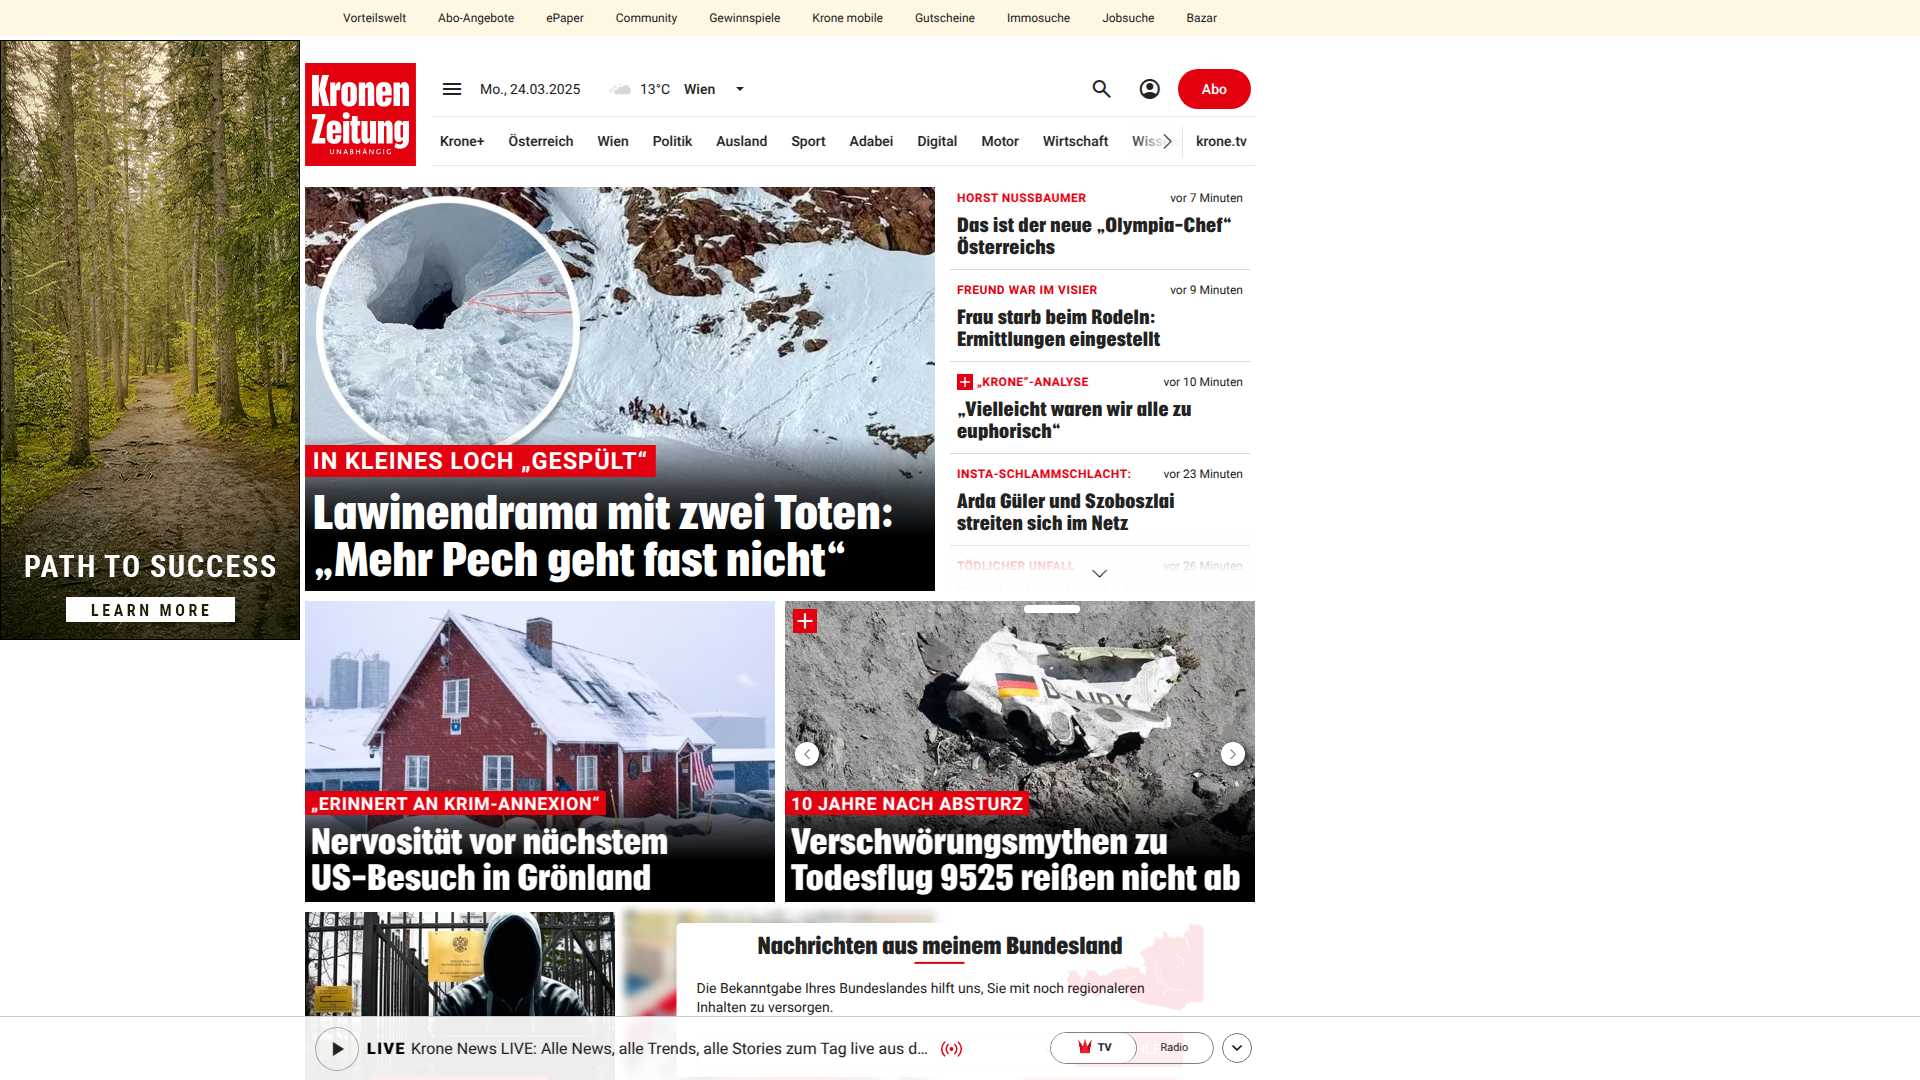 Vorteilswelt Abo-Angebote ePaper Community Gewinnspiele Krone mobile Gutscheine Immosuche Jobsuche Bazar
Kronen
Zeitung
UNABHÄNGIG
Mo., 24.03.2025 13°C Wien Abo
Krone+ Österreich Wien Politik Ausland Sport Adabei Digital Motor Wirtschaft Wiss krone.tv
PATH TO SUCCESS
LEARN MORE
IN KLEINES LOCH „GESPÜLT“
Lawinendrama mit zwei Toten:
„Mehr Pech geht fast nicht“
HORST NUSSBAUMER vor 7 Minuten
Das ist der neue „Olympia-Chef“
Österreichs
FREUND WAR IM VISIER vor 9 Minuten
Frau starb beim Rodeln:
Ermittlungen eingestellt
„KRONE“-ANALYSE vor 10 Minuten
„Vielleicht waren wir alle zu
euphorisch“
INSTA-SCHLAMMSCHLACHT: vor 23 Minuten
Arda Güler und Szoboszlai
streiten sich im Netz
TÖDLICHER UNFALL vor 26 Minuten
„ERINNERT AN KRIM-ANNEXION“
Nervosität vor nächstem
US-Besuch in Grönland
10 JAHRE NACH ABSTURZ
Verschwörungsmythen zu
Todesflug 9525 reißen nicht ab
Nachrichten aus meinem Bundesland
Die Bekanntgabe Ihres Bundeslandes hilft uns, Sie mit noch regionaleren
Inhalten zu versorgen.
LIVE Krone News LIVE: Alle News, alle Trends, alle Stories zum Tag live aus d...
TV Radio